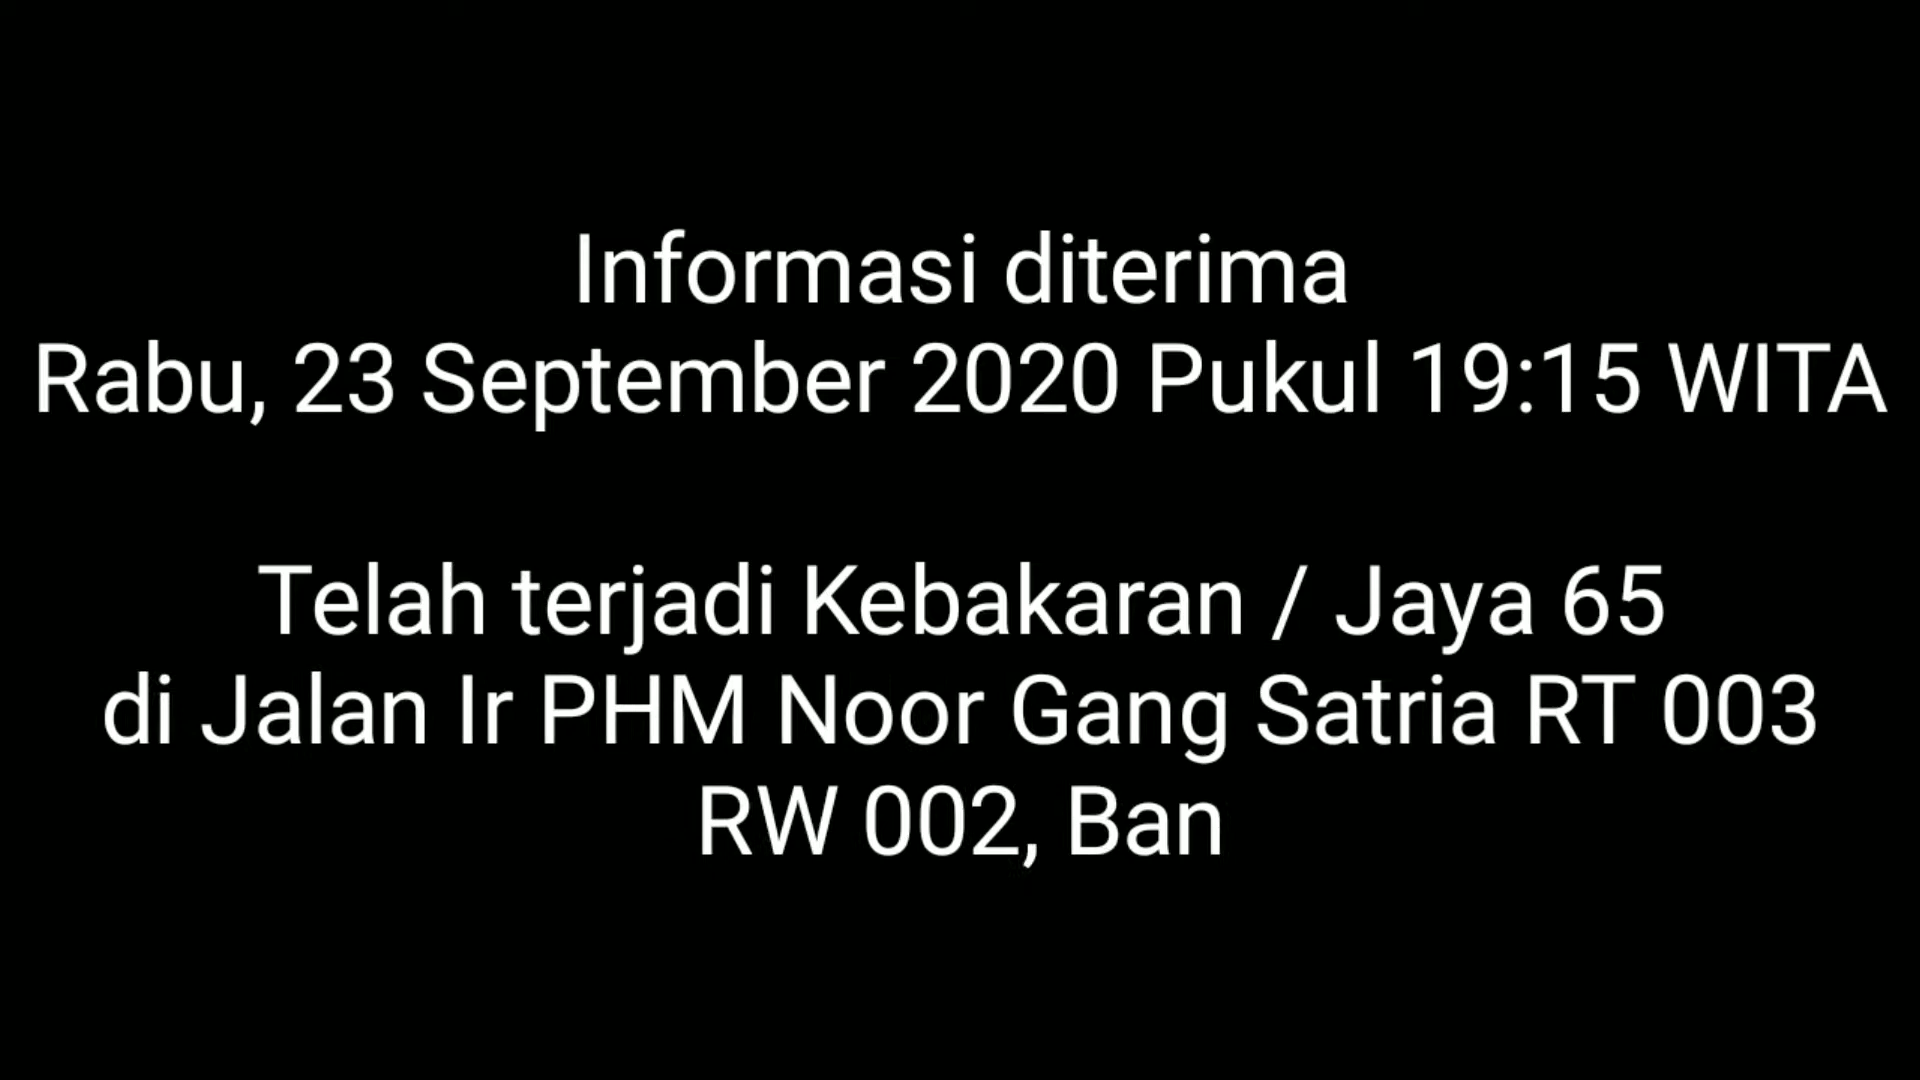 Informasi diterima
Rabu, 23 September 2020 Pukul 19:15 WITA
Telah terjadi Kebakaran / Jaya 65
di Jalan Ir PHM Noor Gang Satria RT 003
RW 002, Ban